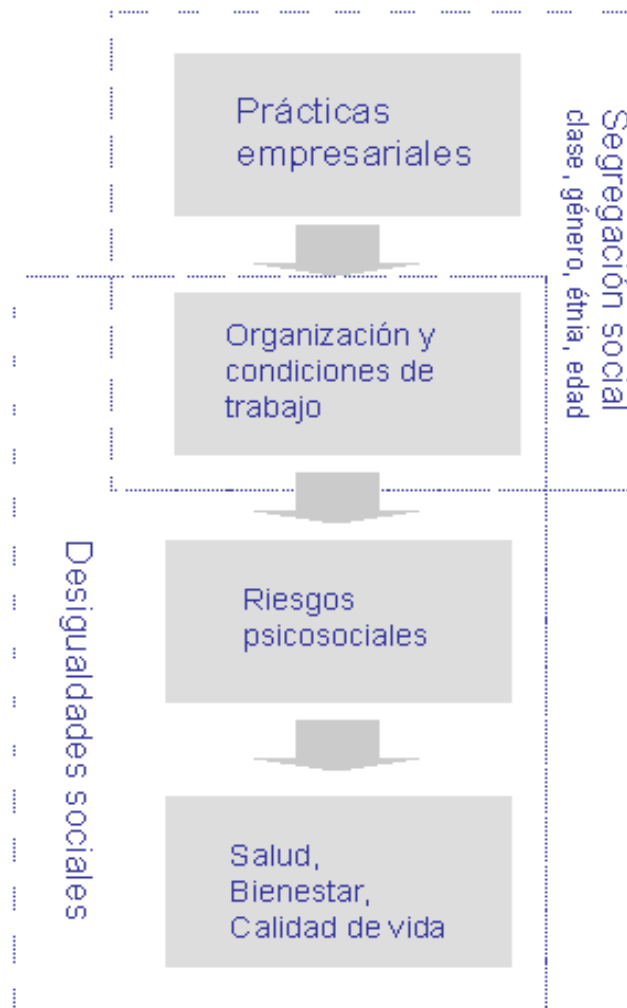 Prácticas
empresariales
Segregación social
clase, género, étnia, edad
Organización y
condiciones de
trabajo
Desigualdades sociales
Riesgos
psicosociales
Salud,
Bienestar,
Calidad de vida